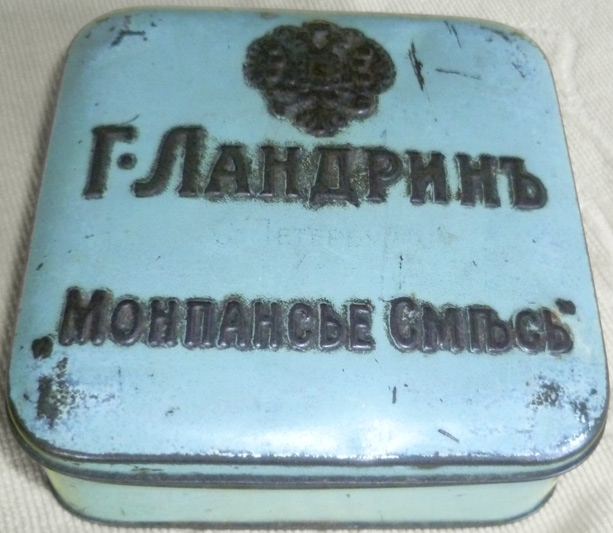 Г. Ландринъ
„Монпансье Смѣсь“